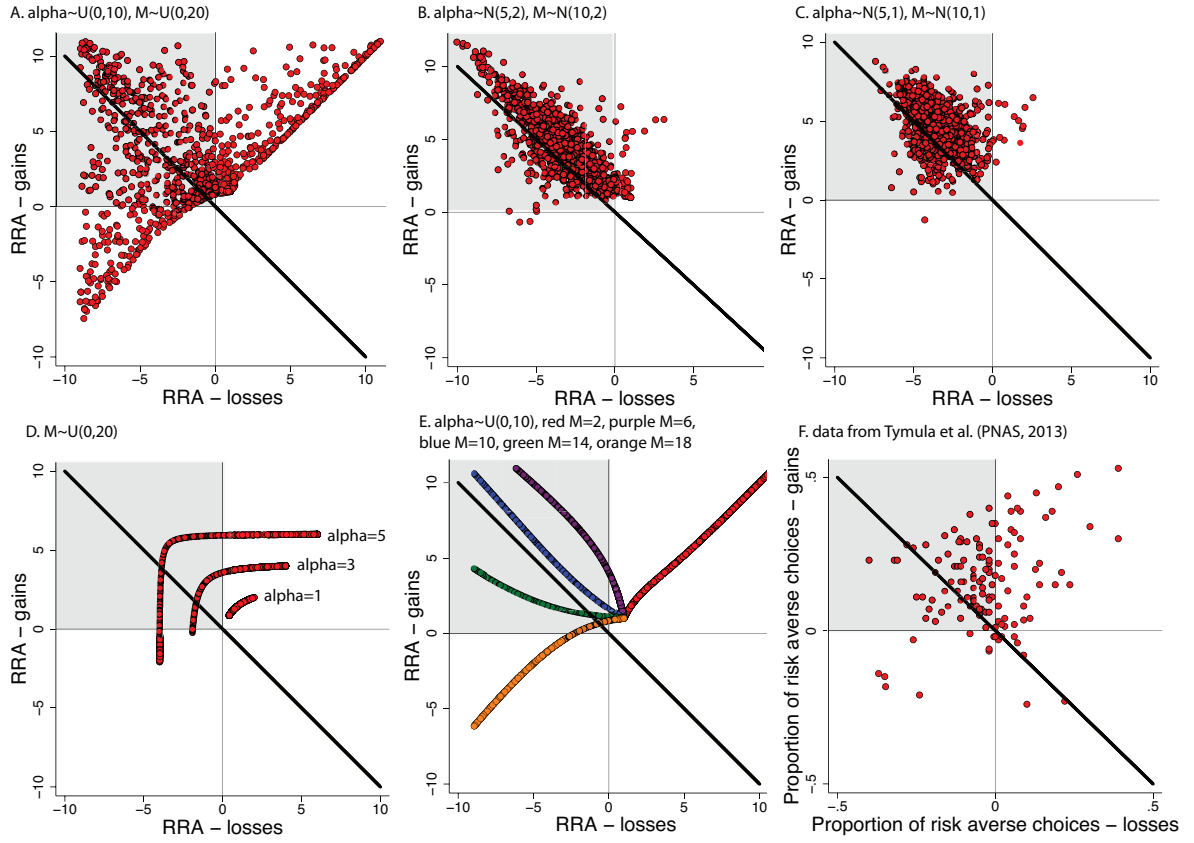 A. alpha~U(0,10), M~U(0,20)
RRA − gains
10
5
0
−5
−10
−10
−5
0
5
10
RRA − losses
B. alpha~N(5,2), M~N(10,2)
RRA − gains
10
5
0
−5
−10
−10
−5
0
5
RRA − losses
C. alpha~N(5,1), M~N(10,1)
RRA − gains
10
5
0
−5
−10
−10
−5
0
5
10
RRA − losses
D. M~U(0,20)
RRA − gains
10
5
0
−5
−10
alpha=5
alpha=3
alpha=1
−10
−5
0
5
10
RRA − losses
E. alpha~U(0,10), red M=2, purple M=6,
blue M=10, green M=14, orange M=18
RRA − gains
10
5
0
−5
−10
−10
−5
0
5
10
RRA − losses
F. data from Tymula et al. (PNAS, 2013)
Proportion of risk averse choices − gains
.5
0
−.5
−.5
0
.5
Proportion of risk averse choices − losses